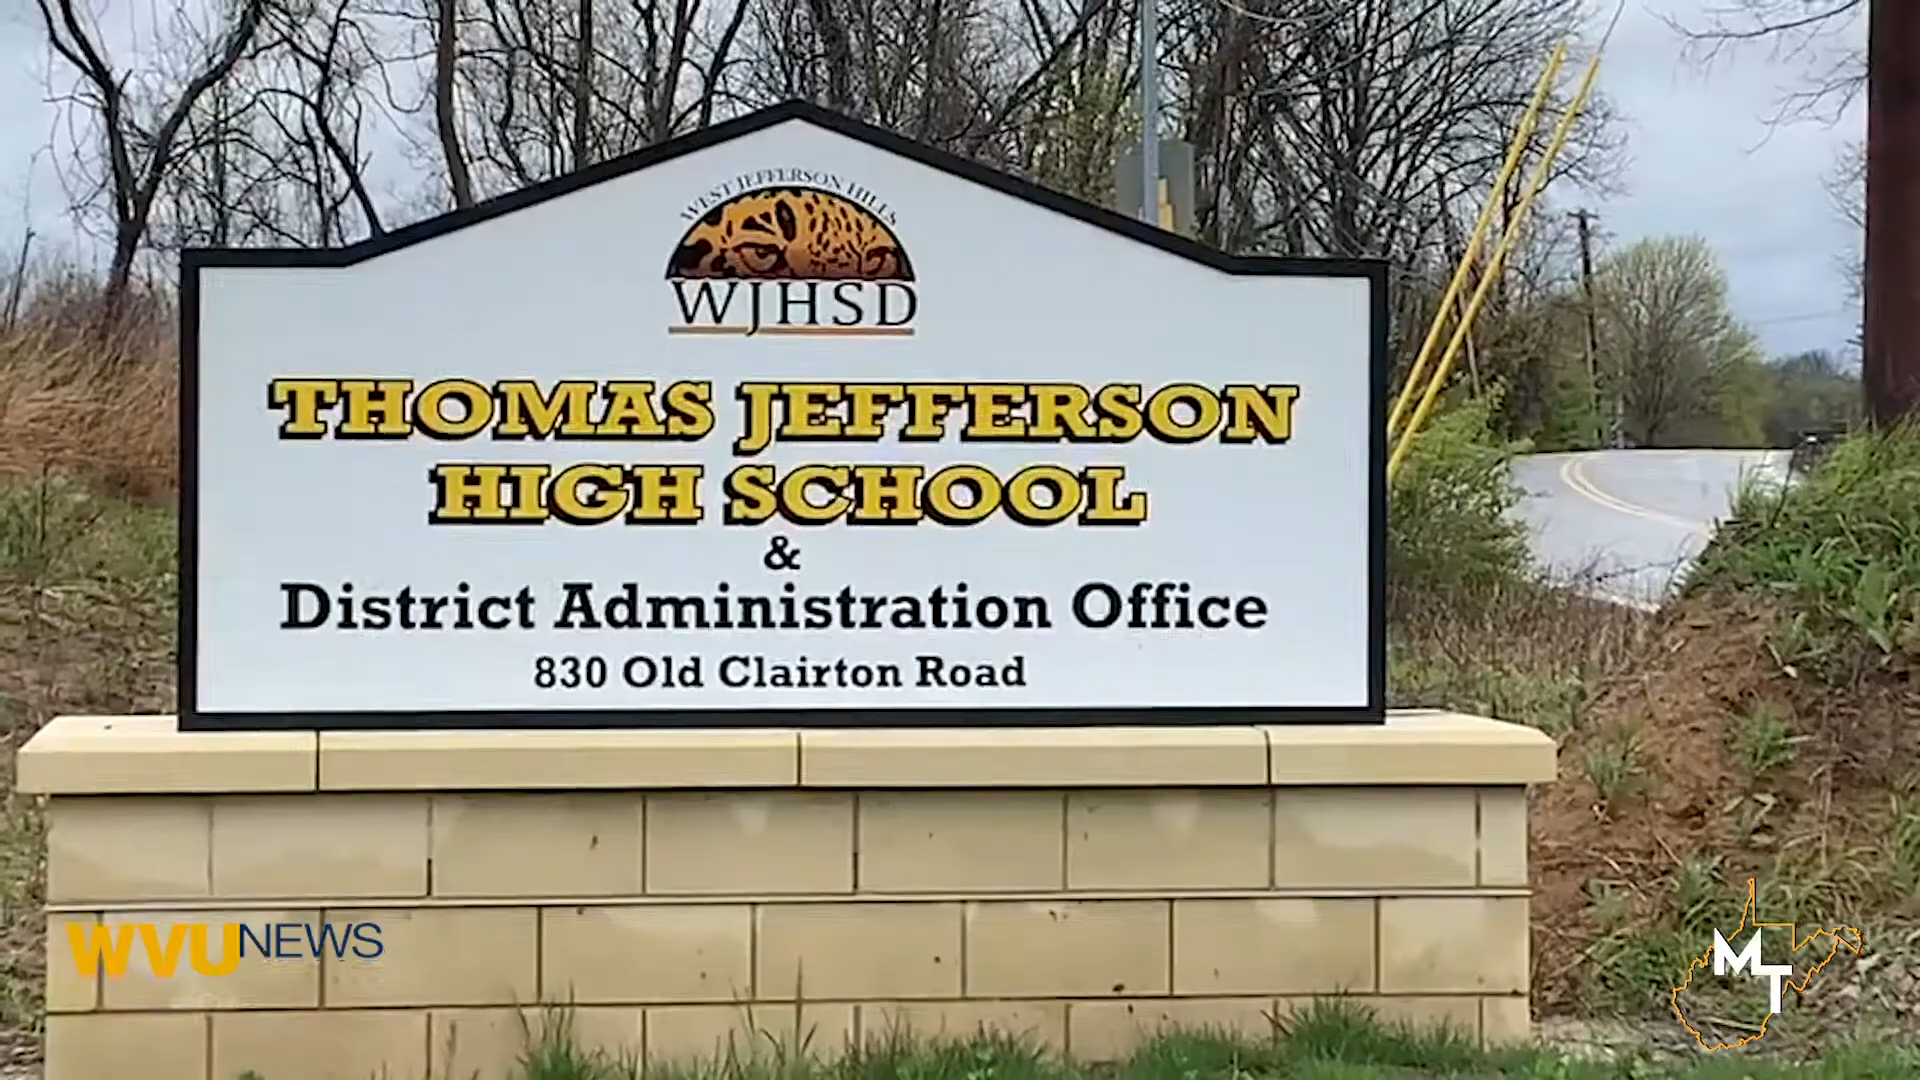 WEST JEFFERSON HILLS
WJHSD
THOMAS JEFFERSON
HIGH SCHOOL
&
District Administration Office
830 Old Clairton Road
WVUNEWS
MT